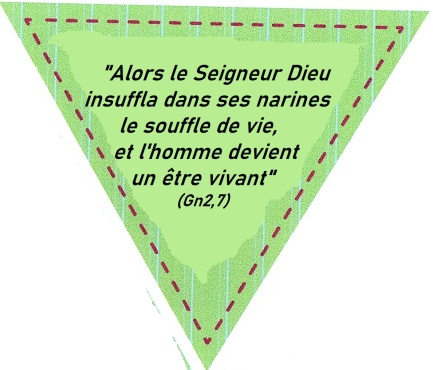 "Alors le Seigneur Dieu
insuffla dans ses narines
le souffle de vie,
et l'homme devient
un être vivant"
(Gn2,7)